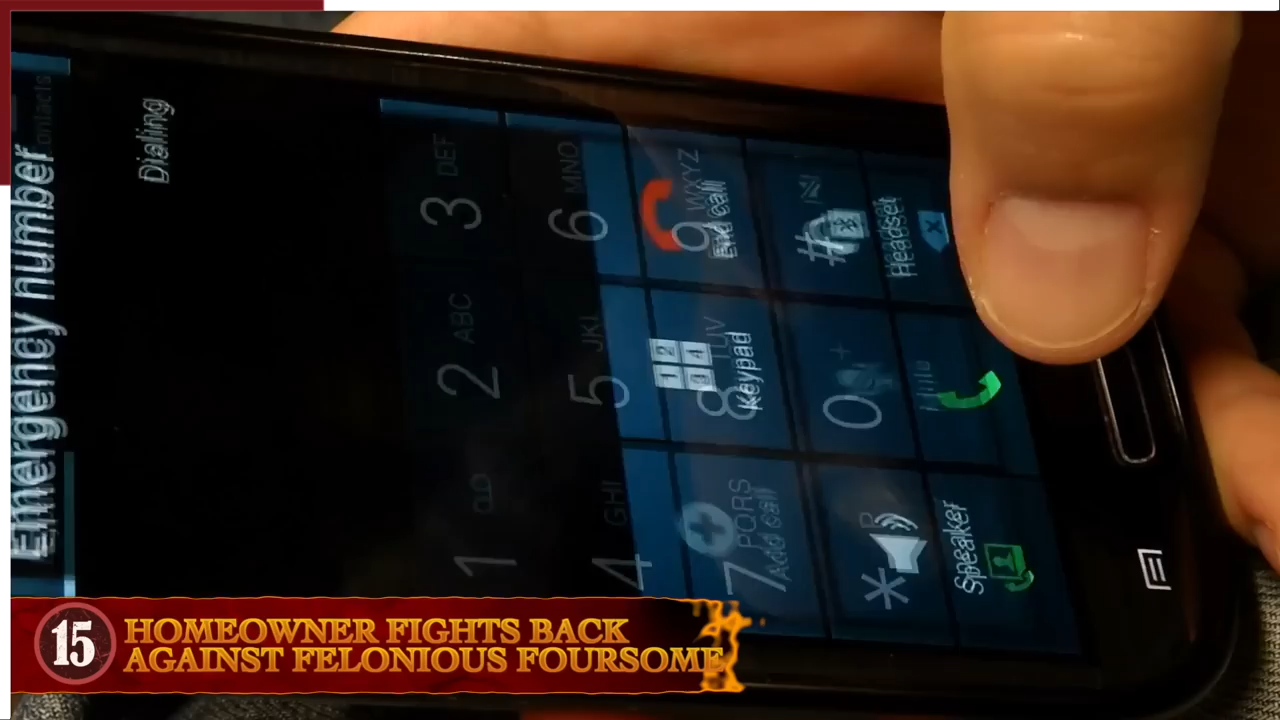 Emergency number
Contacts
Dialing
1
2 ABC
3 DEF
4 GHI
5 JKL
6 MNO
7 PQRS
8 TUV
9 WXYZ
Add call
Keypad
End call
* P
0 +
#
Speaker
Headset
15
HOMEOWNER FIGHTS BACK
AGAINST FELONIOUS FOURSOME